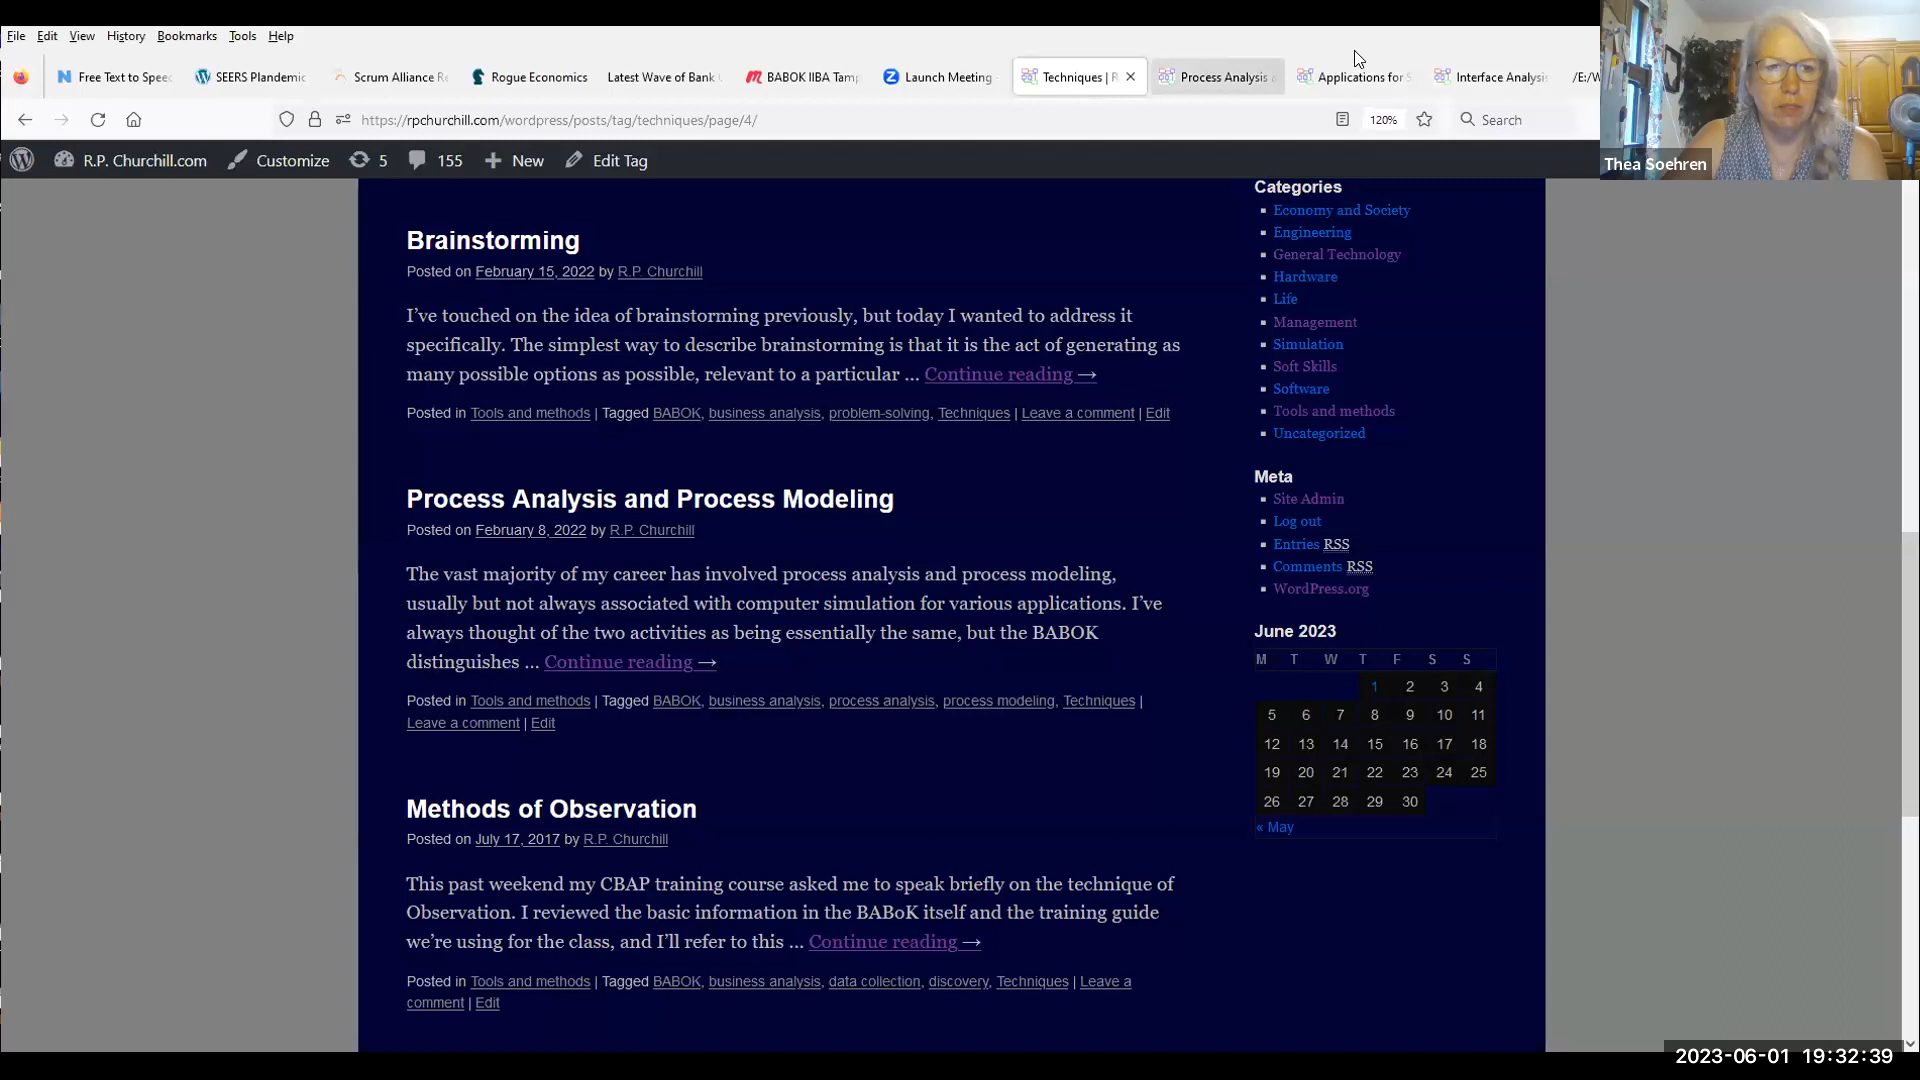 File Edit View History Bookmarks Tools Help
Free Text to Spee
SEERS Plandemic
Scrum Alliance Re
Rogue Economics
Latest Wave of Bank
BABOK IIBA Tam
Launch Meeting
Techniques | R
Process Analysis a
Applications for S
Interface Analysis
/E:/W
https://rpchurchill.com/wordpress/posts/tag/techniques/page/4/
120%
Search
R.P. Churchill.com
Customize
5
155
New
Edit Tag
Thea Soehren
Brainstorming
Posted on February 15, 2022 by R.P. Churchill
I’ve touched on the idea of brainstorming previously, but today I wanted to address it
specifically. The simplest way to describe brainstorming is that it is the act of generating as
many possible options as possible, relevant to a particular … Continue reading →
Posted in Tools and methods | Tagged BABOK, business analysis, problem-solving, Techniques | Leave a comment | Edit
Process Analysis and Process Modeling
Posted on February 8, 2022 by R.P. Churchill
The vast majority of my career has involved process analysis and process modeling,
usually but not always associated with computer simulation for various applications. I’ve
always thought of the two activities as being essentially the same, but the BABOK
distinguishes … Continue reading →
Posted in Tools and methods | Tagged BABOK, business analysis, process analysis, process modeling, Techniques |
Leave a comment | Edit
Methods of Observation
Posted on July 17, 2017 by R.P. Churchill
This past weekend my CBAP training course asked me to speak briefly on the technique of
Observation. I reviewed the basic information in the BABoK itself and the training guide
we’re using for the class, and I’ll refer to this … Continue reading →
Posted in Tools and methods | Tagged BABOK, business analysis, data collection, discovery, Techniques | Leave a
comment | Edit
Categories
Economy and Society
Engineering
General Technology
Hardware
Life
Management
Simulation
Soft Skills
Software
Tools and methods
Uncategorized
Meta
Site Admin
Log out
Entries RSS
Comments RSS
WordPress.org
June 2023
M T W T F S S
1 2 3 4
5 6 7 8 9 10 11
12 13 14 15 16 17 18
19 20 21 22 23 24 25
26 27 28 29 30
« May
2023-06-01 19:32:39